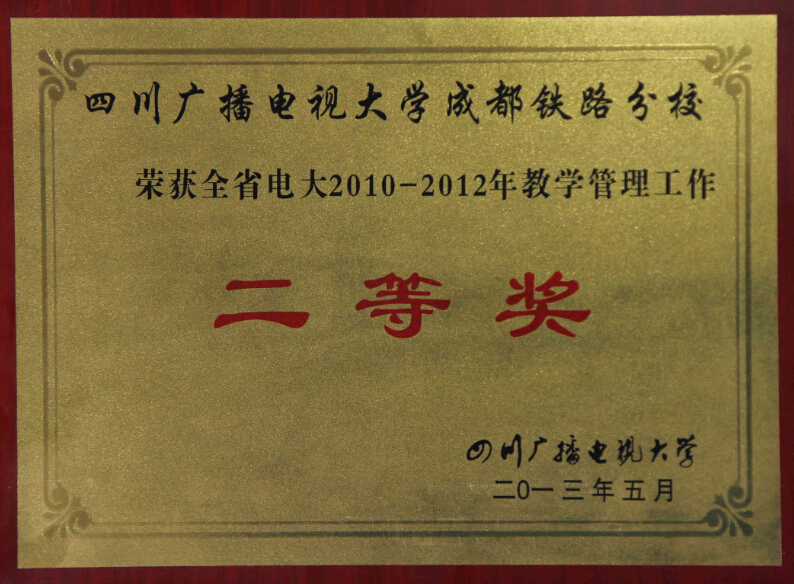 四川广播电视大学成都铁路分校
荣获全省电大2010-2012年教学管理工作
二等奖
四川广播电视大学
二〇一三年五月